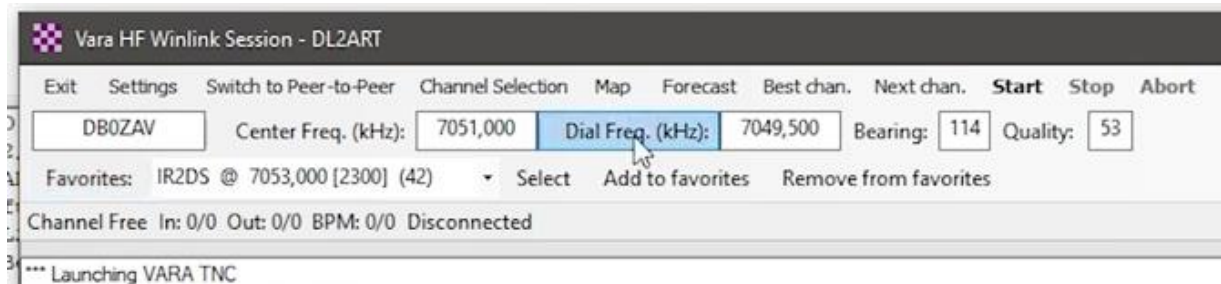 Vara HF Winlink Session - DL2ART
Exit Settings Switch to Peer-to-Peer Channel Selection Map Forecast Best chan. Next chan. Start Stop Abort
DB0ZAV Center Freq. (kHz): 7051,000 Dial Freq. (kHz): 7049,500 Bearing: 114 Quality: 53
Favorites: IR2DS @ 7053,000 [2300] (42) Select Add to favorites Remove from favorites
Channel Free In: 0/0 Out: 0/0 BPM: 0/0 Disconnected
*** Launching VARA TNC